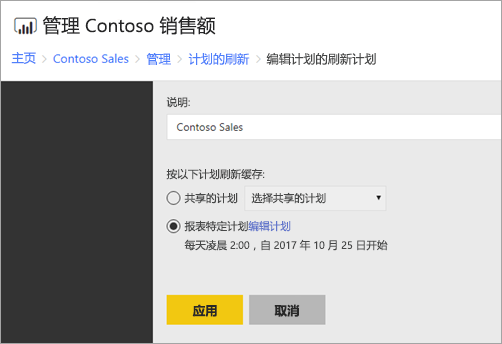 管理 Contoso 销售额
主页 > Contoso Sales > 管理 > 计划的刷新 > 编辑计划的刷新计划
说明:
Contoso Sales
按以下计划刷新缓存:
共享的计划 选择共享的计划
报表特定计划编辑计划
每天凌晨 2:00，自 2017 年 10 月 25 日开始
应用 取消